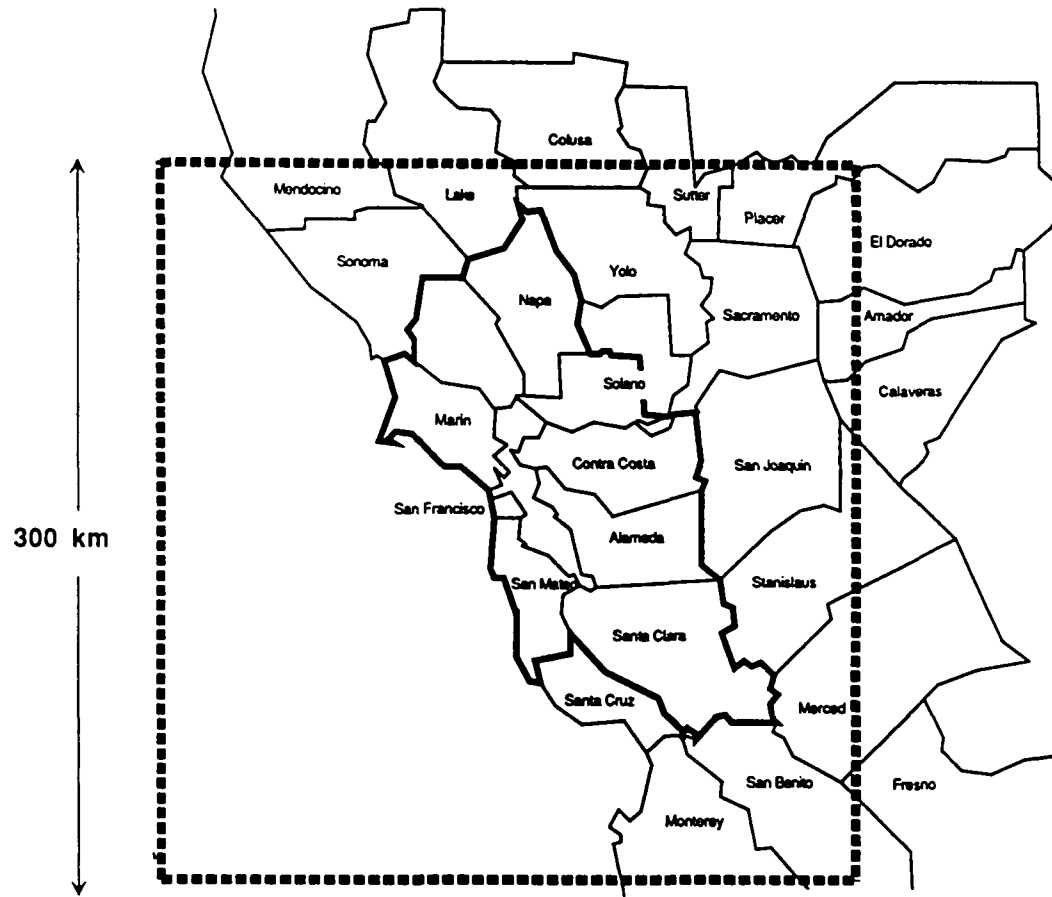 Colusa
Mendocino
Lake
Sutter
Placer
El Dorado
Sonoma
Yolo
Napa
Sacramento
Amador
Solano
Calaveras
Marin
Contra Costa
San Joaquin
San Francisco
300 km
Alameda
San Mateo
Stanislaus
Santa Clara
Santa Cruz
Merced
San Benito
Fresno
Monterey